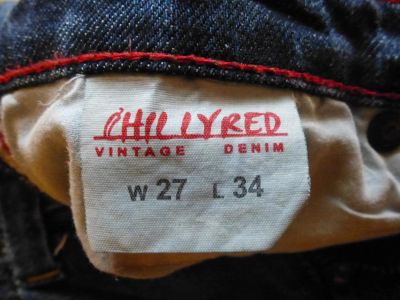 CHILLYRED
VINTAGE DENIM
W 27 L 34